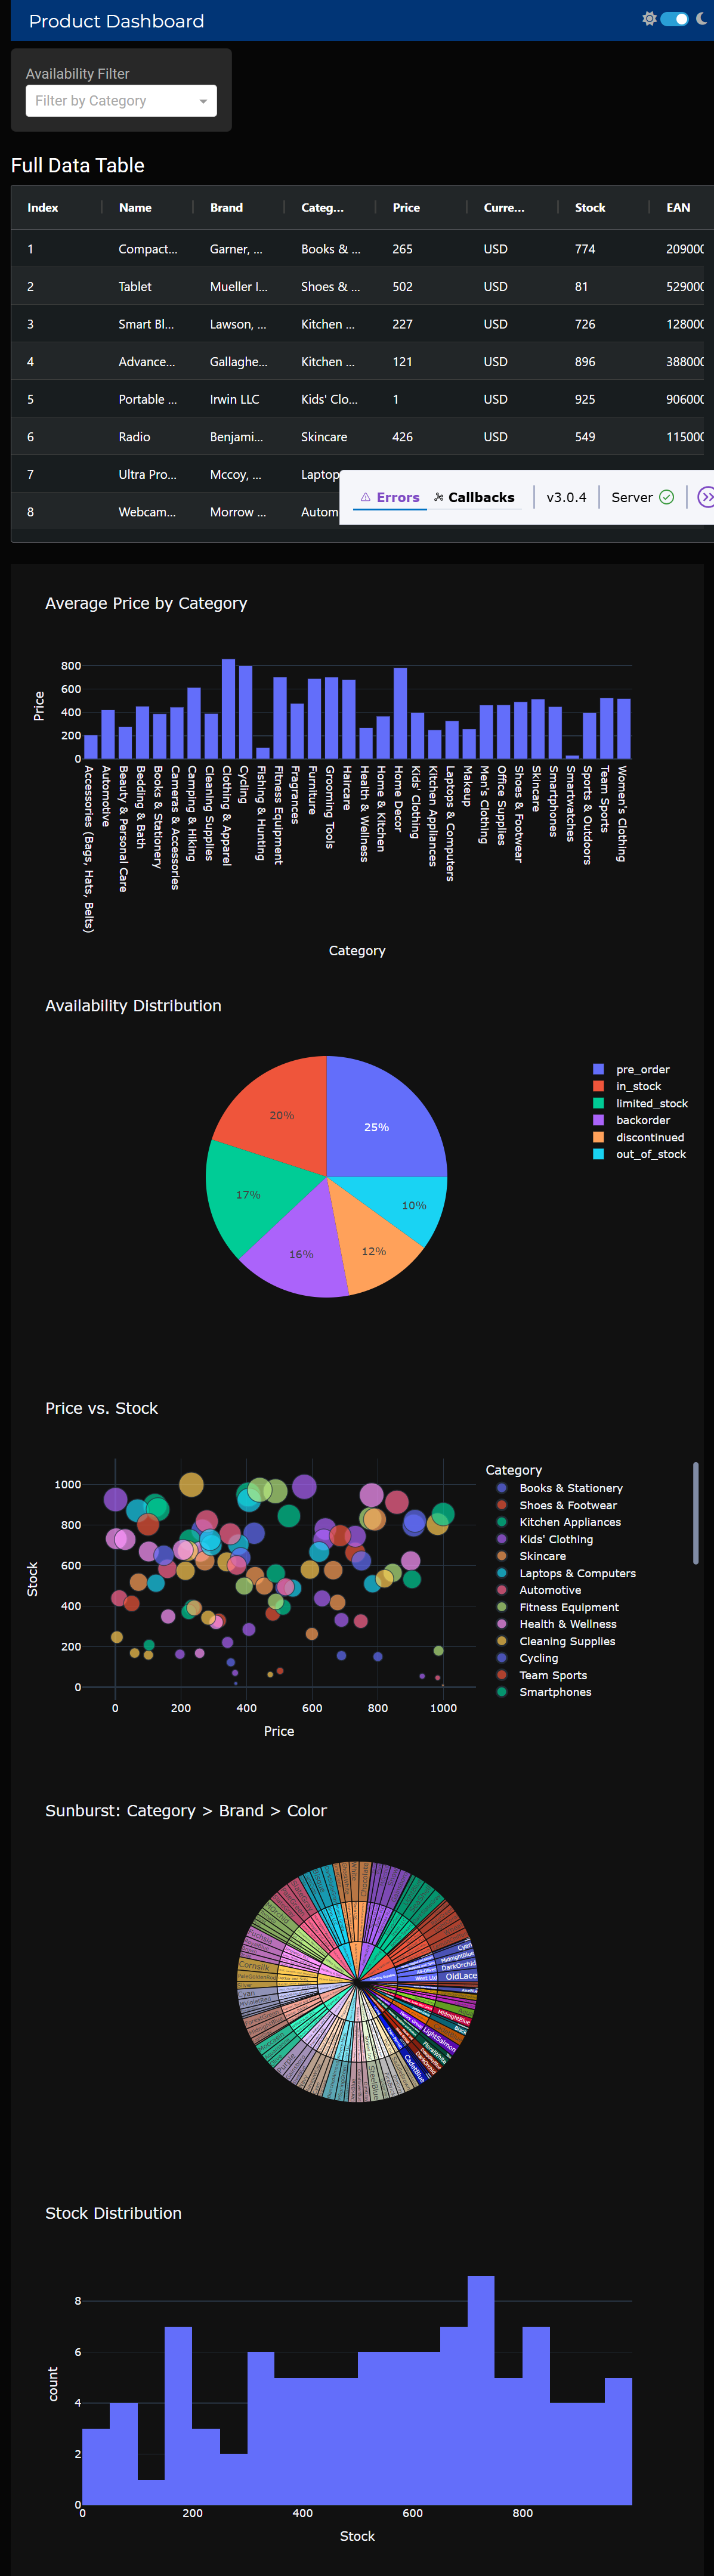 Product Dashboard
Availability Filter
Filter by Category
Full Data Table
Index Name Brand Categ... Price Curre... Stock EAN
1 Compact... Garner, ... Books & ... 265 USD 774 209000
2 Tablet Mueller I... Shoes & ... 502 USD 81 529000
3 Smart Bl... Lawson, ... Kitchen ... 227 USD 726 128000
4 Advance... Gallaghe... Kitchen ... 121 USD 896 388000
5 Portable ... Irwin LLC Kids' Clo... 1 USD 925 906000
6 Radio Benjami... Skincare 426 USD 549 115000
7 Ultra Pro... Mccoy, ... Laptop
8 Webcam... Morrow ... Autom
Errors Callbacks v3.0.4 Server
Average Price by Category
Price
800
600
400
200
0
Accessories (Bags, Hats, Belts)
Automotive
Beauty & Personal Care
Bedding & Bath
Books & Stationery
Cameras & Accessories
Camping & Hiking
Cleaning Supplies
Clothing & Apparel
Cycling
Fishing & Hunting
Fitness Equipment
Fragrances
Furniture
Grooming Tools
Haircare
Health & Wellness
Home & Kitchen
Home Decor
Kids' Clothing
Kitchen Appliances
Laptops & Computers
Makeup
Men's Clothing
Office Supplies
Shoes & Footwear
Skincare
Smartphones
Smartwatches
Sports & Outdoors
Team Sports
Women's Clothing
Category
Availability Distribution
pre_order
in_stock
limited_stock
backorder
discontinued
out_of_stock
25%
20%
17%
16%
12%
10%
Price vs. Stock
Stock
1000
800
600
400
200
0
0 200 400 600 800 1000
Price
Category
Books & Stationery
Shoes & Footwear
Kitchen Appliances
Kids' Clothing
Skincare
Laptops & Computers
Automotive
Fitness Equipment
Health & Wellness
Cleaning Supplies
Cycling
Team Sports
Smartphones
Sunburst: Category > Brand > Color
Cyan
MidnightBlue
DarkOrchid
OldLace
West Ltd
Cornsilk
Cyan
MidnightBlue
Black
LightSalmon
FloralWhite
DarkOrchid
CadetBlue
SteelBlue
Stock Distribution
count
8
6
4
2
0
0 200 400 600 800
Stock